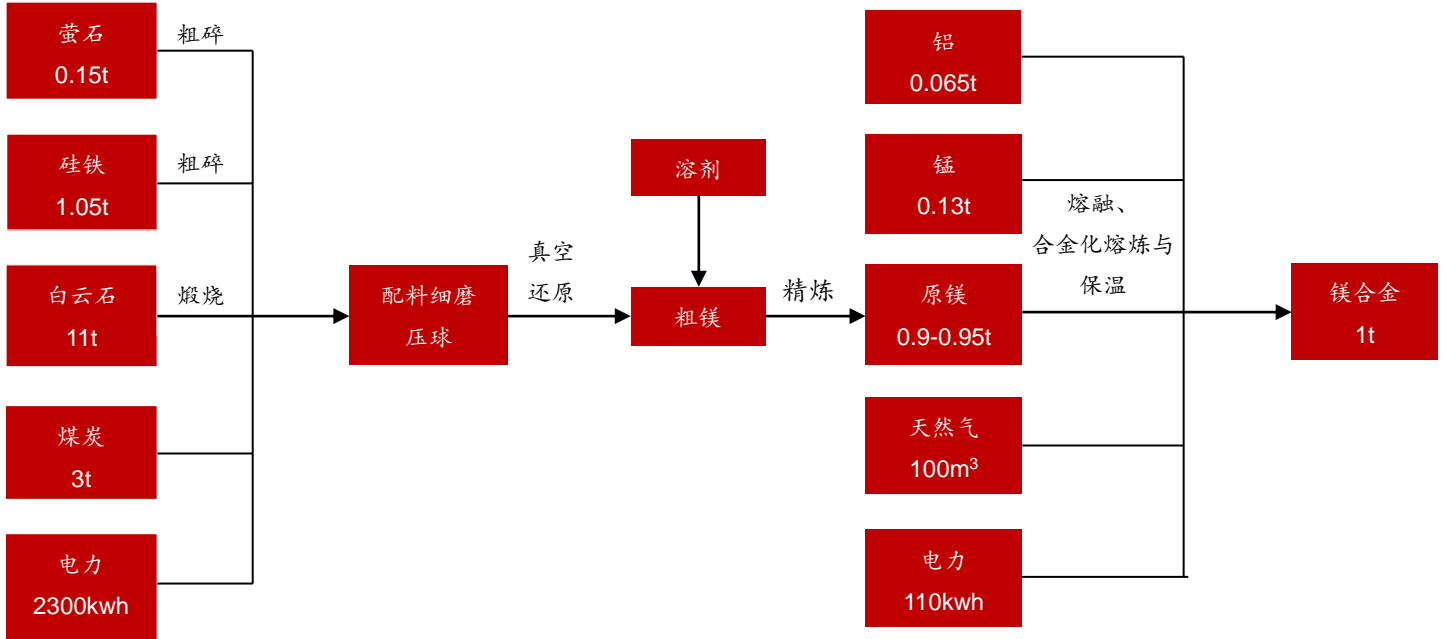 萤石
0.15t
粗碎
硅铁
1.05t
粗碎
白云石
11t
煅烧
煤炭
3t
电力
2300kwh
配料细磨
压球
真空
还原
溶剂
粗镁
精炼
铝
0.065t
锰
0.13t
原镁
0.9-0.95t
天然气
100m³
电力
110kwh
熔融、
合金化熔炼与
保温
镁合金
1t